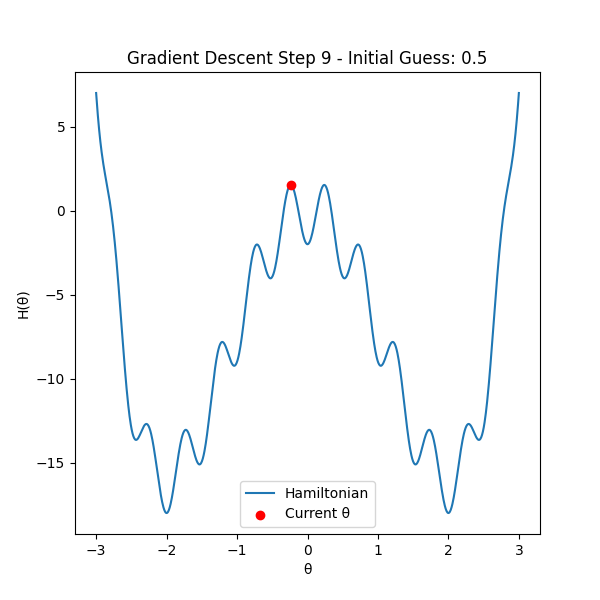 Gradient Descent Step 9 - Initial Guess: 0.5
H(θ)
5
0
−5
−10
−15
Hamiltonian
Current θ
−3 −2 −1 0 1 2 3
θ